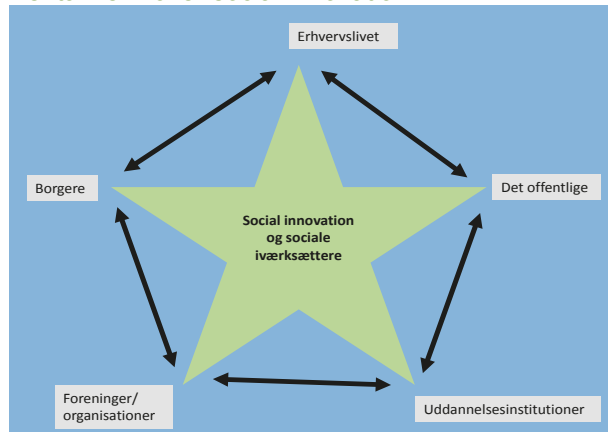 Erhvervslivet
Borgere
Det offentlige
Social innovation
og sociale
iværksættere
Foreninger/
organisationer
Uddannelsesinstitutioner